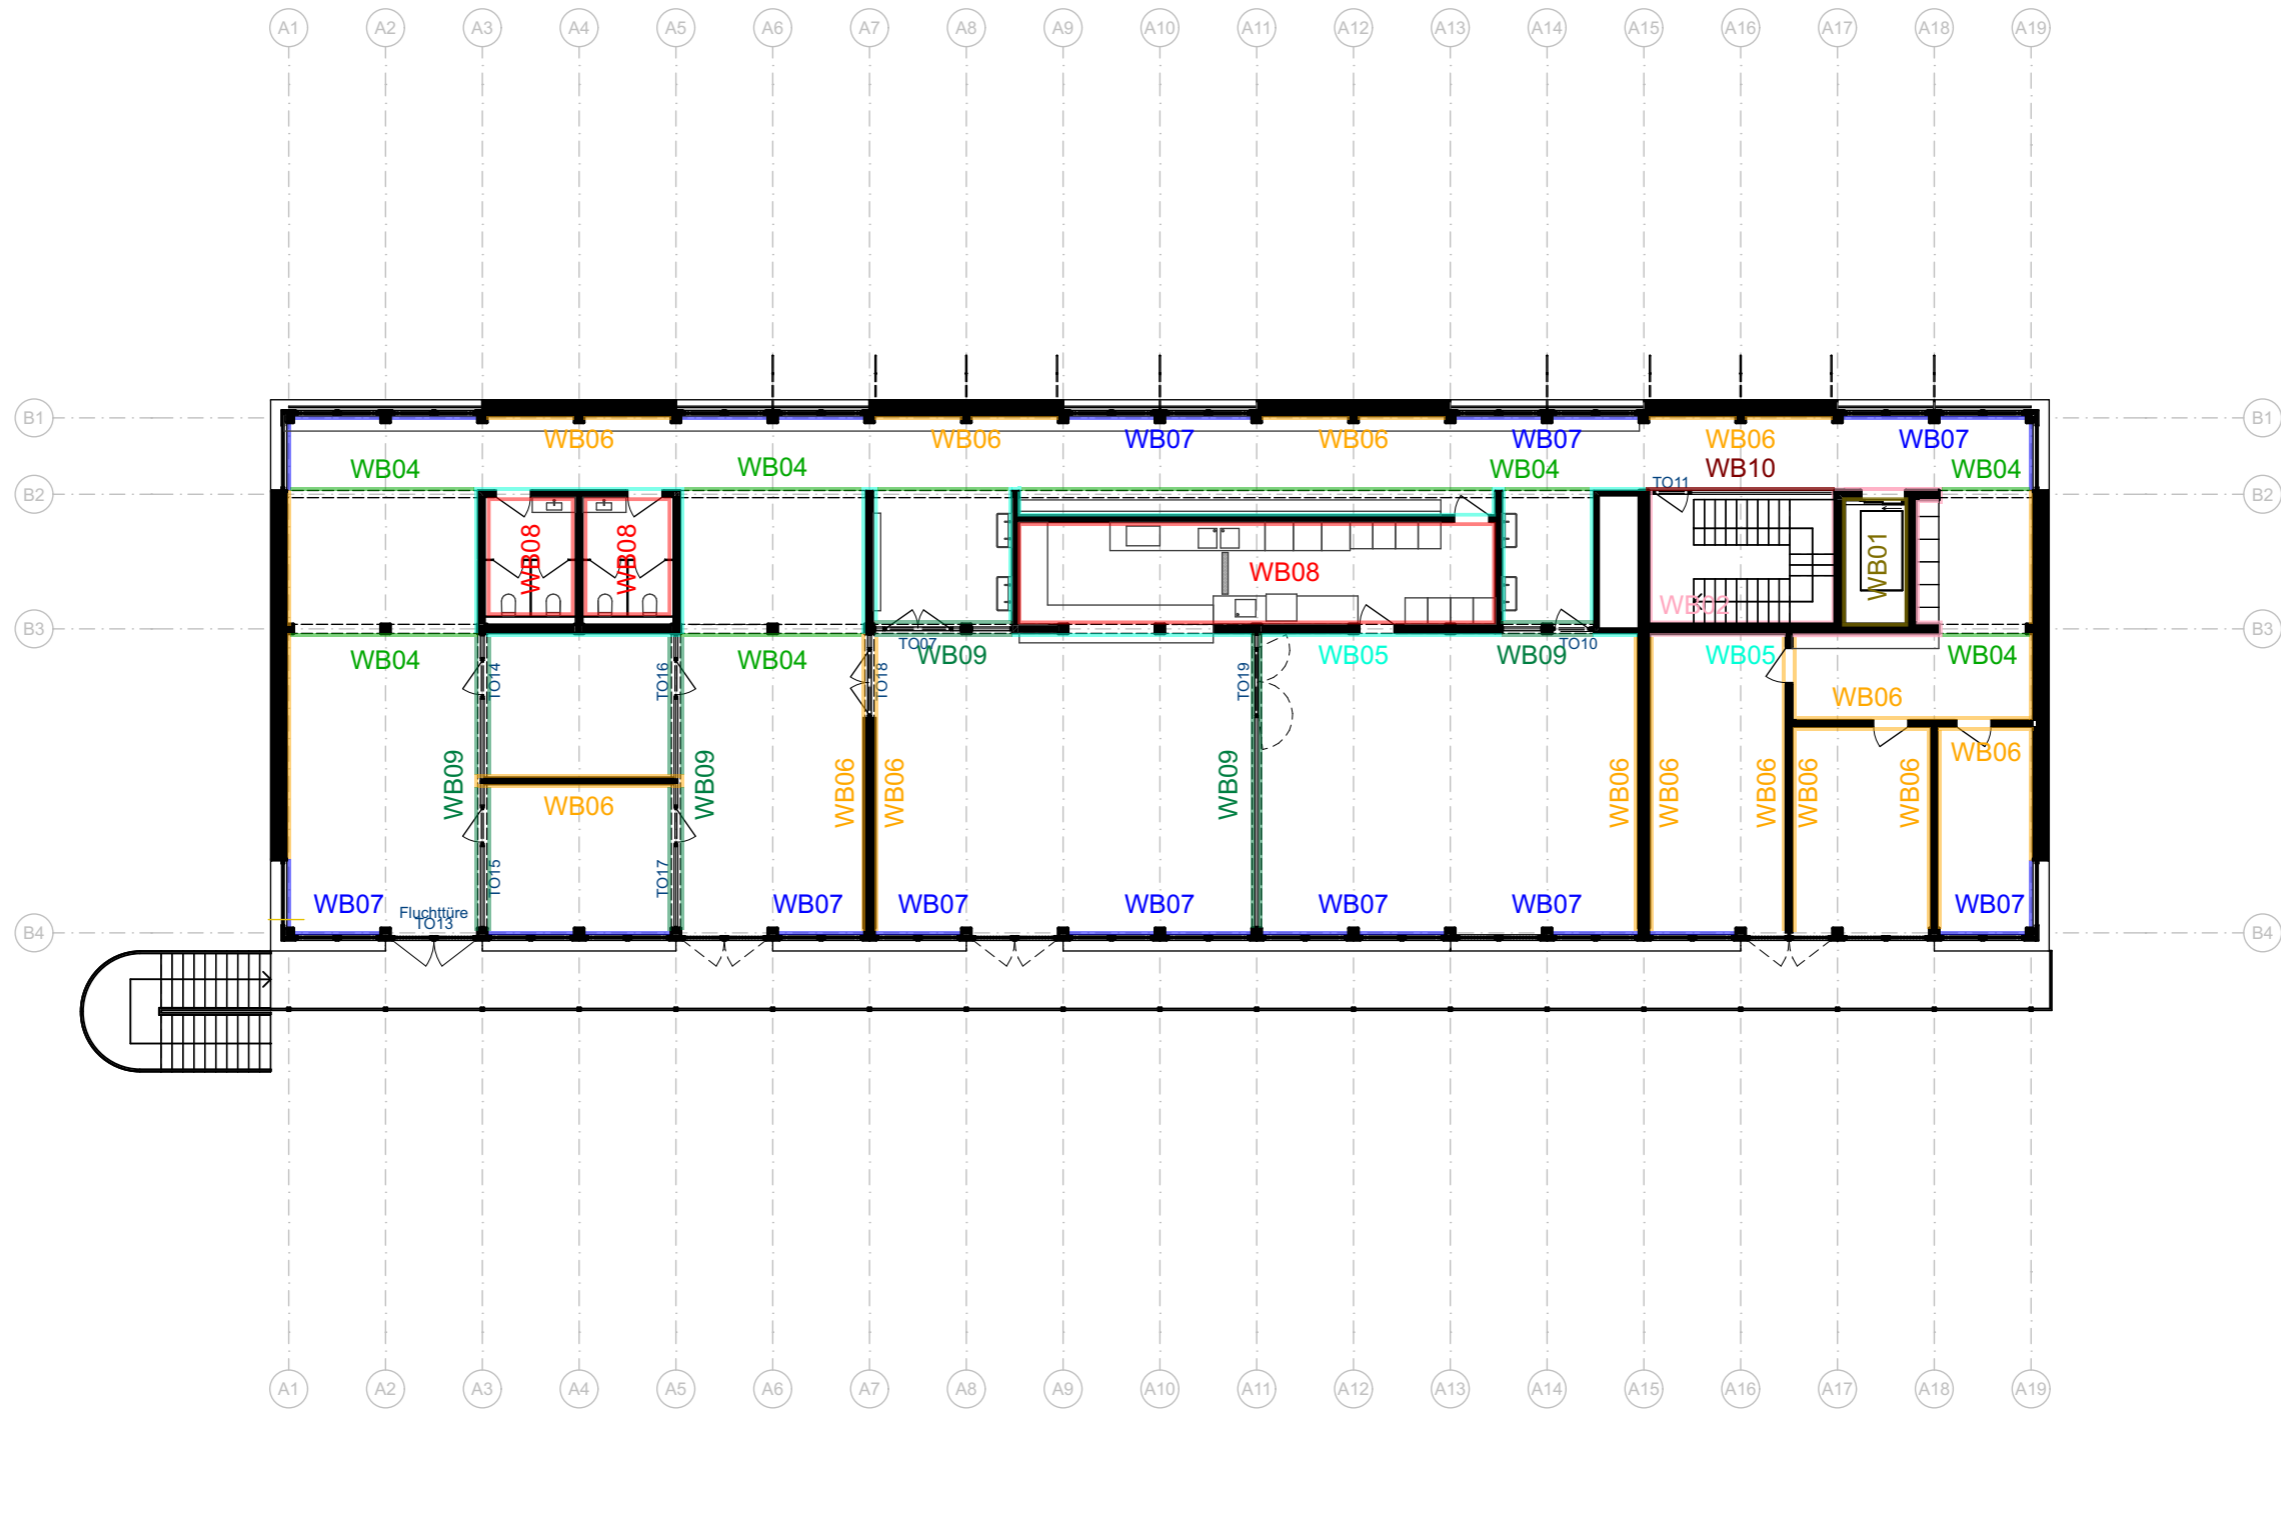 A1 A2 A3 A4 A5 A6 A7 A8 A9 A10 A11 A12 A13 A14 A15 A16 A17 A18 A19
B1 B1
WB06 WB06 WB07 WB06 WB07 WB06 WB07
WB04 WB04 WB04 WB10 WB04
TO11
B2 B2
WB08 WB08 WB08 WB01
WB02
B3 B3
TO07 TO10
WB04 WB04 WB09 WB05 WB09 WB05 WB04
TO14 TO16 TO18 TO19
WB06
WB06
WB09 WB09 WB06 WB06 WB09 WB06 WB06 WB06 WB06 WB06
WB06
TO15 TO17
WB07 WB07 WB07 WB07 WB07 WB07 WB07
Fluchttüre
TO13
B4 B4
A1 A2 A3 A4 A5 A6 A7 A8 A9 A10 A11 A12 A13 A14 A15 A16 A17 A18 A19